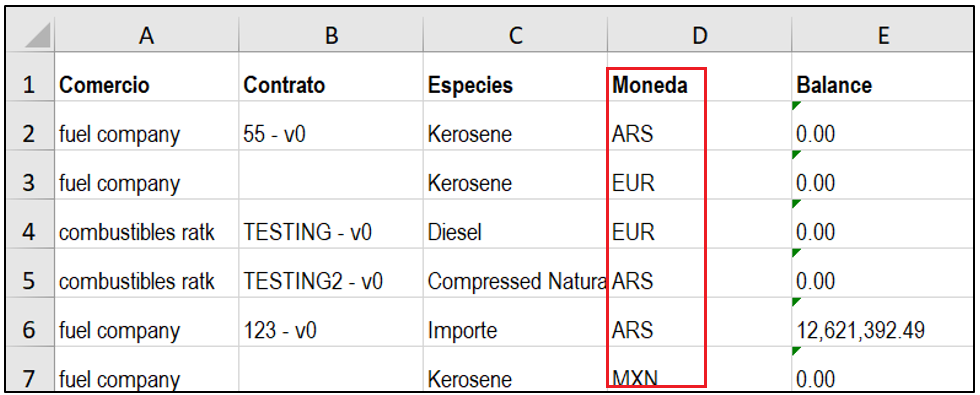 A B C D E
1 Comercio Contrato Especies Moneda Balance
2 fuel company 55 - v0 Kerosene ARS 0.00
3 fuel company Kerosene EUR 0.00
4 combustibles ratk TESTING - v0 Diesel EUR 0.00
5 combustibles ratk TESTING2 - v0 Compressed Natura ARS 0.00
6 fuel company 123 - v0 Importe ARS 12,621,392.49
7 fuel company Kerosene MXN 0.00